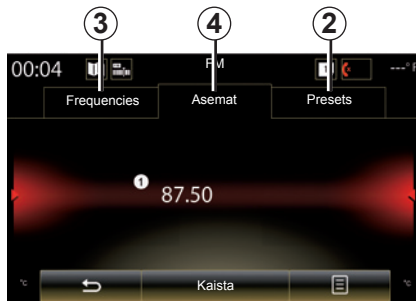 3 4 2
00:04 FM ---° F
Frequencies Asemat Presets
1 87.50
°C Kaista °C